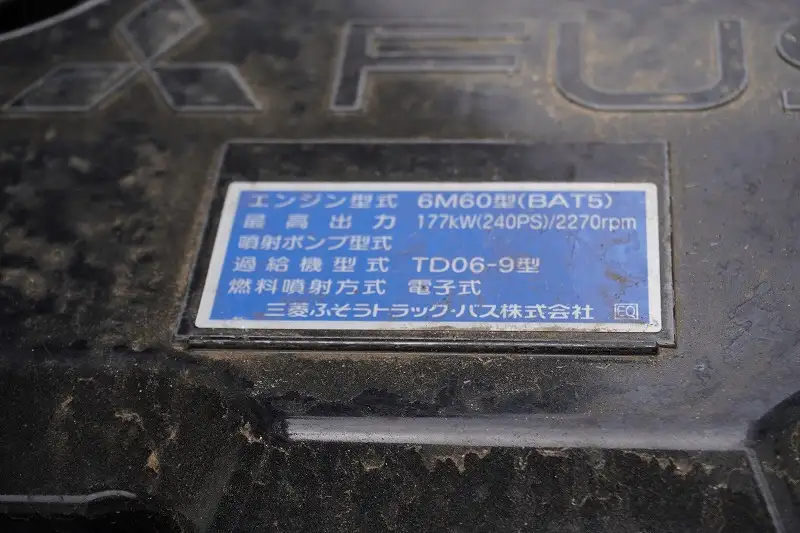 FUS
エンジン型式 6M60型(BAT5)
最高出力 177kW(240PS)/2270rpm
噴射ポンプ型式
過給機型式 TD06-9型
燃料噴射方式 電子式
三菱ふそうトラック・バス株式会社 EQ